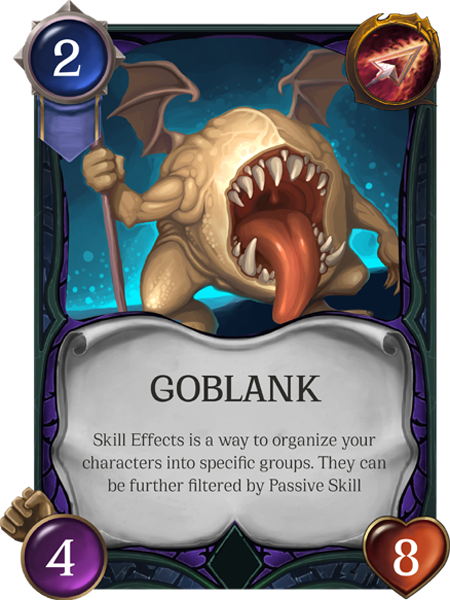 2
GOBLANK
Skill Effects is a way to organize your
characters into specific groups. They can
be further filtered by Passive Skill
4
8